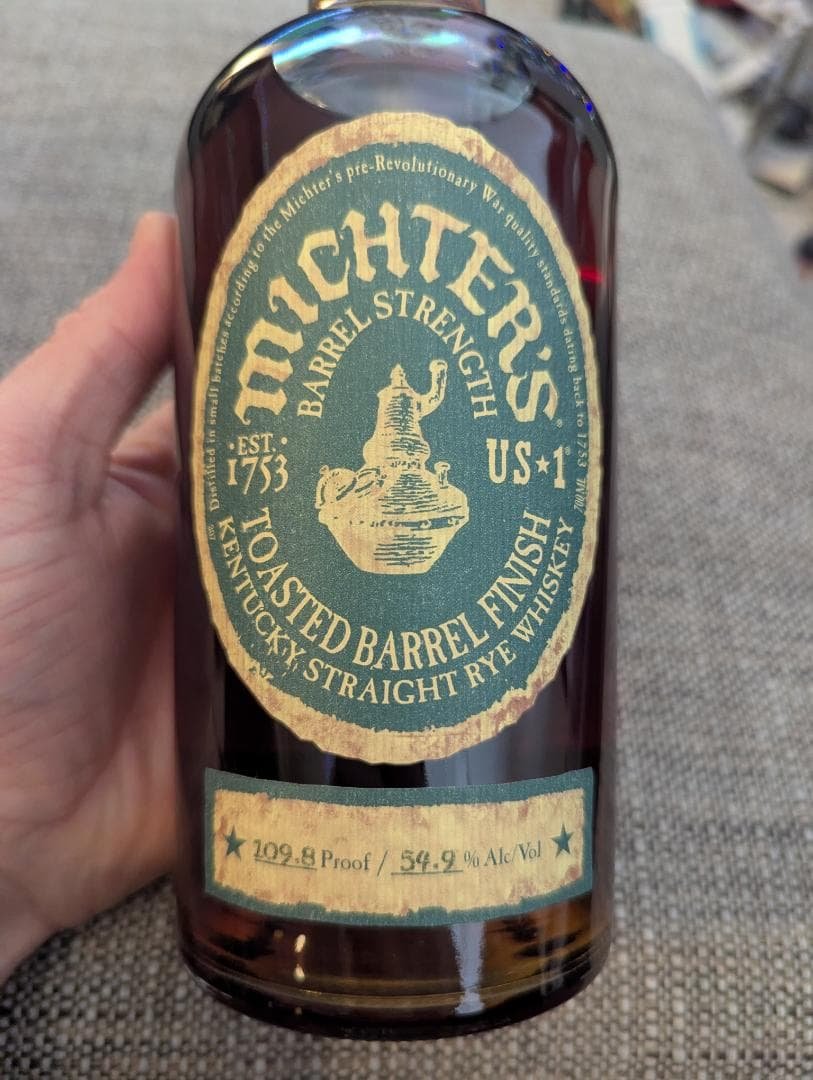 Distilled in small batches according to the Michter's pre-Revolutionary War quality standards dating back to 1753
MICHTER'S®
BARREL STRENGTH
·EST.·
1753
US★1®
TOASTED BARREL FINISH
KENTUCKY STRAIGHT RYE WHISKEY
★ 109.8 Proof / 54.9 % Alc/Vol ★